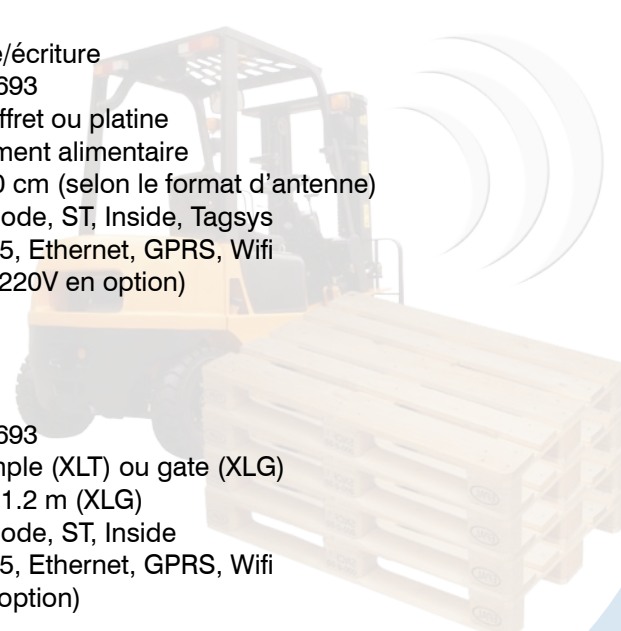 e/écriture
693
ffret ou platine
ment alimentaire
0 cm (selon le format d'antenne)
ode, ST, Inside, Tagsys
5, Ethernet, GPRS, Wifi
220V en option)
693
mple (XLT) ou gate (XLG)
1.2 m (XLG)
ode, ST, Inside
5, Ethernet, GPRS, Wifi
option)